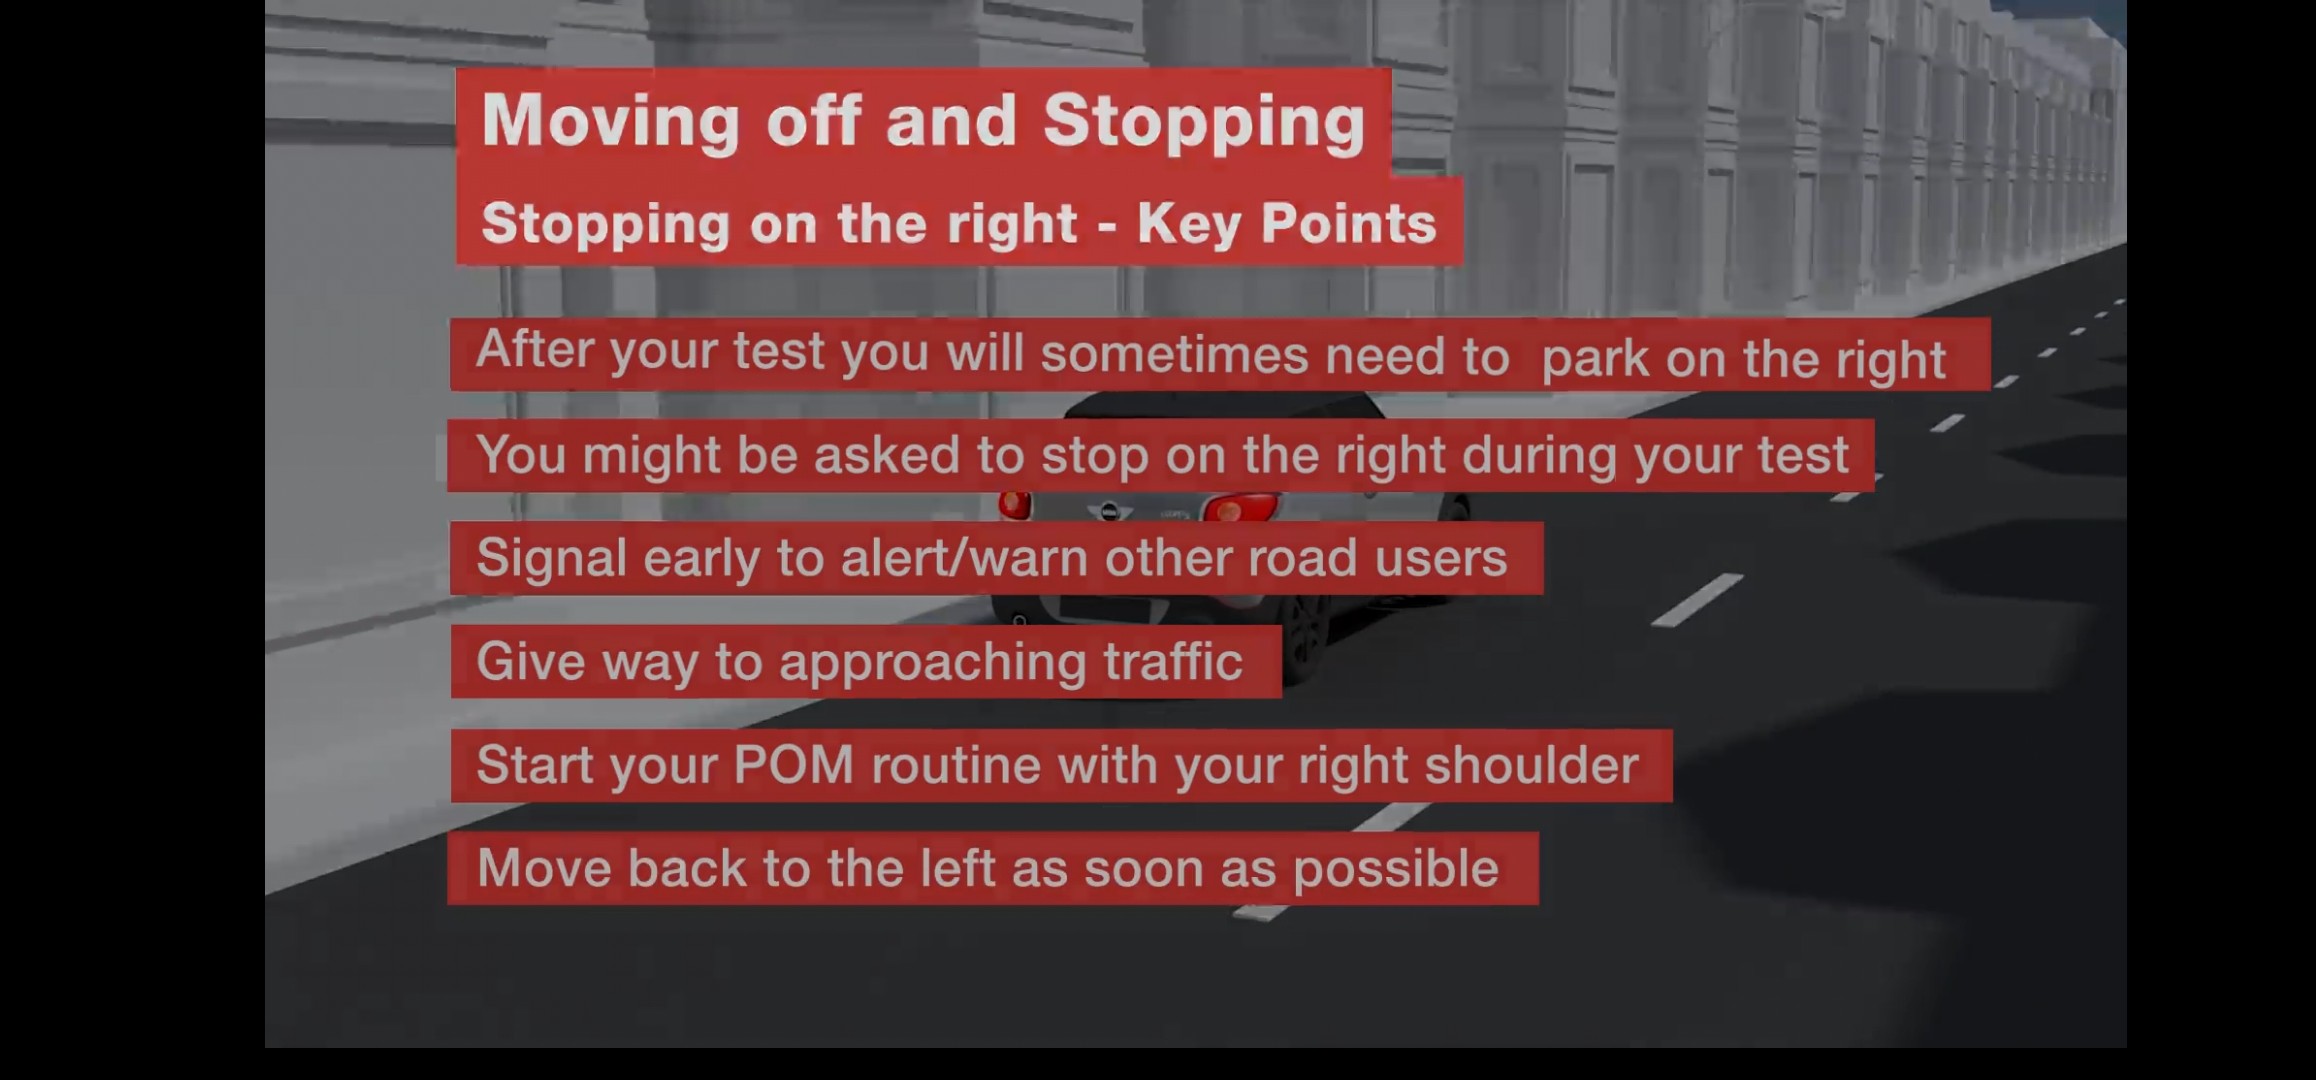 Moving off and Stopping
Stopping on the right - Key Points
After your test you will sometimes need to park on the right
You might be asked to stop on the right during your test
Signal early to alert/warn other road users
Give way to approaching traffic
Start your POM routine with your right shoulder
Move back to the left as soon as possible